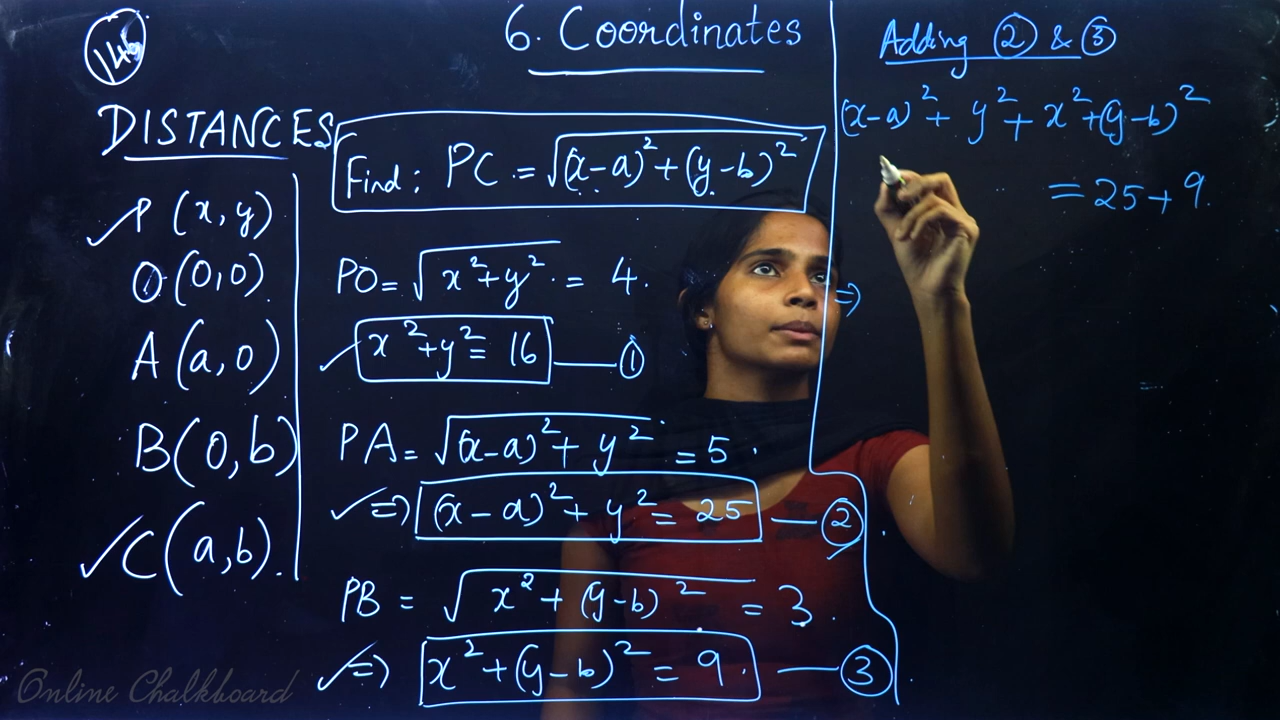 6. Coordinates
DISTANCES
P (x, y)
O (0,0)
A (a, 0)
B (0, b)
C (a, b).
Find: PC = √(x-a)² + (y-b)²
PO = √x² + y² = 4.
x² + y² = 16 — ①
PA = √(x-a)² + y² = 5.
⇒ (x-a)² + y² = 25 — ②
PB = √x² + (y-b)² = 3.
⇒ x² + (y-b)² = 9. — ③
Adding ② & ③
(x-a)² + y² + x² + (y-b)²
= 25 + 9.
⇒
Online Chalkboard